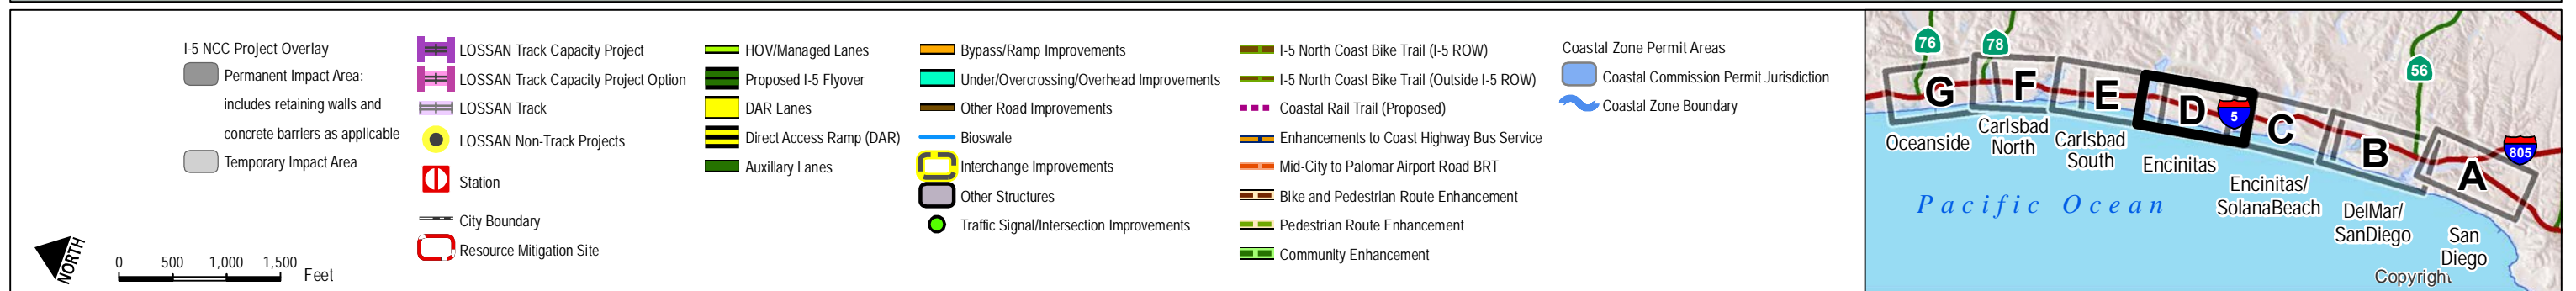 I-5 NCC Project Overlay
Permanent Impact Area:
includes retaining walls and
concrete barriers as applicable
Temporary Impact Area
NORTH
0 500 1,000 1,500
Feet
LOSSAN Track Capacity Project
LOSSAN Track Capacity Project Option
LOSSAN Track
LOSSAN Non-Track Projects
Station
City Boundary
Resource Mitigation Site
HOV/Managed Lanes
Proposed I-5 Flyover
DAR Lanes
Direct Access Ramp (DAR)
Auxillary Lanes
Bypass/Ramp Improvements
Under/Overcrossing/Overhead Improvements
Other Road Improvements
Bioswale
Interchange Improvements
Other Structures
Traffic Signal/Intersection Improvements
I-5 North Coast Bike Trail (I-5 ROW)
I-5 North Coast Bike Trail (Outside I-5 ROW)
Coastal Rail Trail (Proposed)
Enhancements to Coast Highway Bus Service
Mid-City to Palomar Airport Road BRT
Bike and Pedestrian Route Enhancement
Pedestrian Route Enhancement
Community Enhancement
Coastal Zone Permit Areas
Coastal Commission Permit Jurisdiction
Coastal Zone Boundary
76
78
56
805
5
G
F
E
D
C
B
A
Oceanside
Carlsbad
North
Carlsbad
South
Encinitas
Encinitas/
SolanaBeach
DelMar/
SanDiego
San
Diego
Pacific Ocean
Copyright